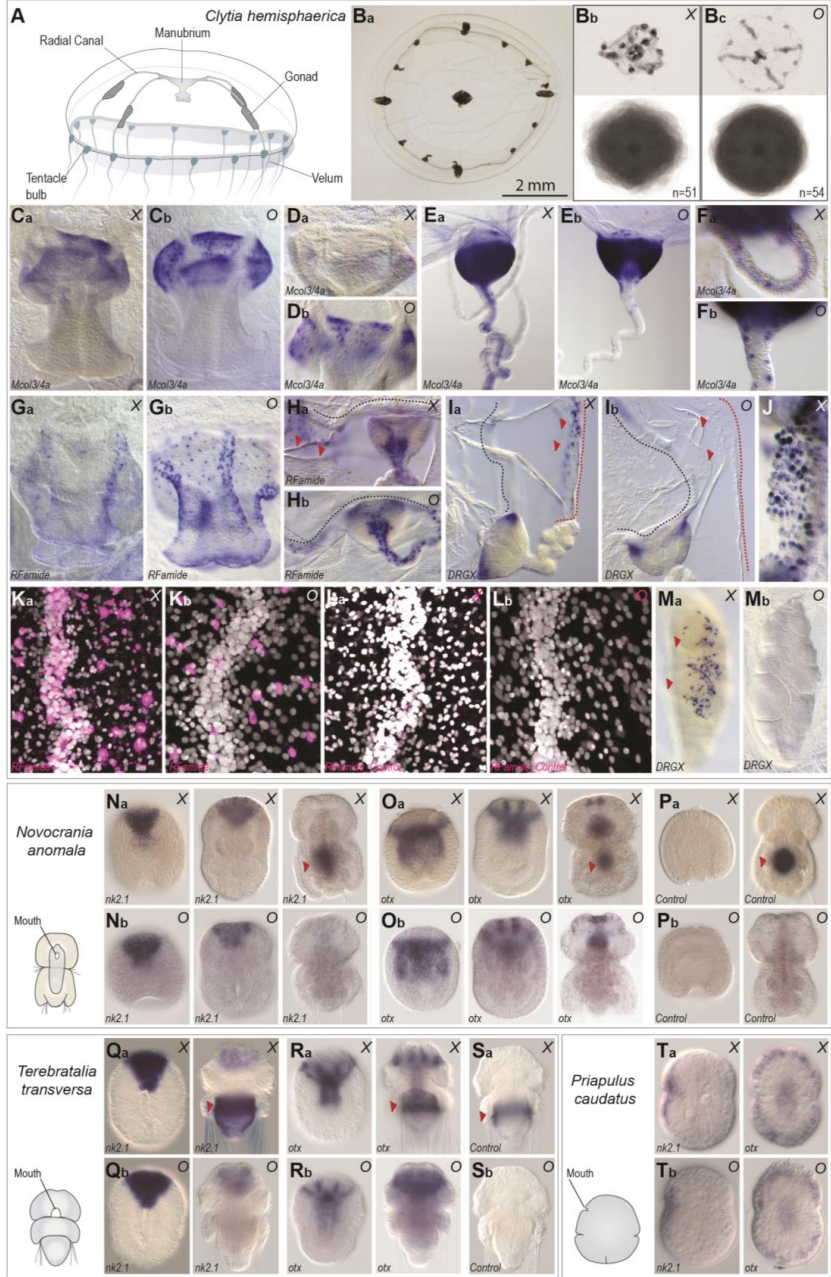 A
Clytia hemisphaerica
Radial Canal
Manubrium
Gonad
Tentacle
bulb
Velum
Ba
2 mm
Bb X
n=51
Bc O
n=54
Ca X
Mcol3/4a
Cb O
Mcol3/4a
Da X
Mcol3/4a
Db O
Mcol3/4a
Ea X
Mcol3/4a
Eb O
Mcol3/4a
Fa X
Mcol3/4a
Fb O
Mcol3/4a
Ga X
RFamide
Gb O
RFamide
Ha X
RFamide
Hb O
RFamide
Ia X
DRGX
Ib O
DRGX
J X
Ka X
RFamide
Kb O
RFamide
La X
RFamide Control
Lb O
RFamide Control
Ma X
DRGX
Mb O
DRGX
Novocrania
anomala
Mouth
Na X
nk2.1
X
nk2.1
X
nk2.1
Oa X
otx
X
otx
X
otx
Pa X
Control
X
Control
Nb O
nk2.1
O
nk2.1
O
nk2.1
Ob O
otx
O
otx
O
otx
Pb O
Control
O
Control
Terebratalia
transversa
Mouth
Qa X
nk2.1
X
nk2.1
Ra X
otx
X
otx
Sa X
Control
Qb O
nk2.1
O
nk2.1
Rb O
otx
O
otx
Sb O
Control
Priapulus
caudatus
Mouth
Ta X
nk2.1
X
otx
Tb O
nk2.1
O
otx